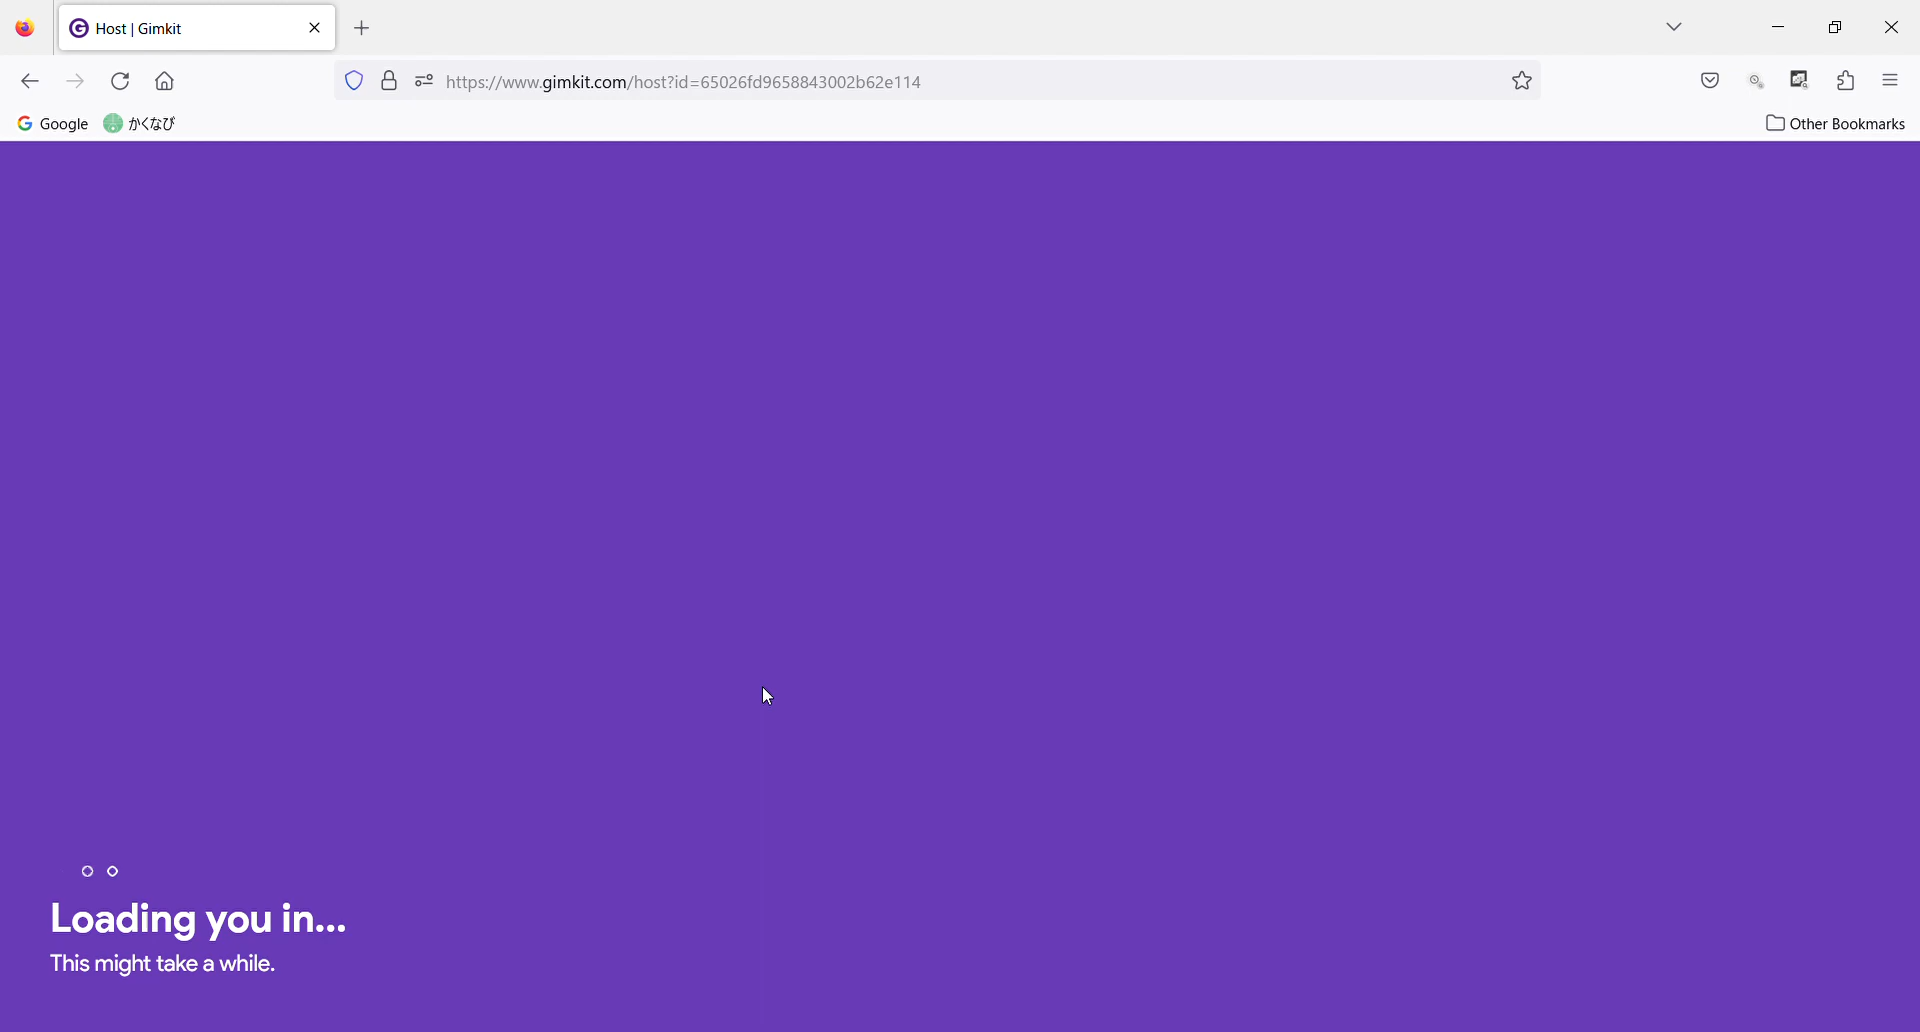 Host | Gimkit
https://www.gimkit.com/host?id=65026fd9658843002b62e114
Google かくなび Other Bookmarks
Loading you in...
This might take a while.